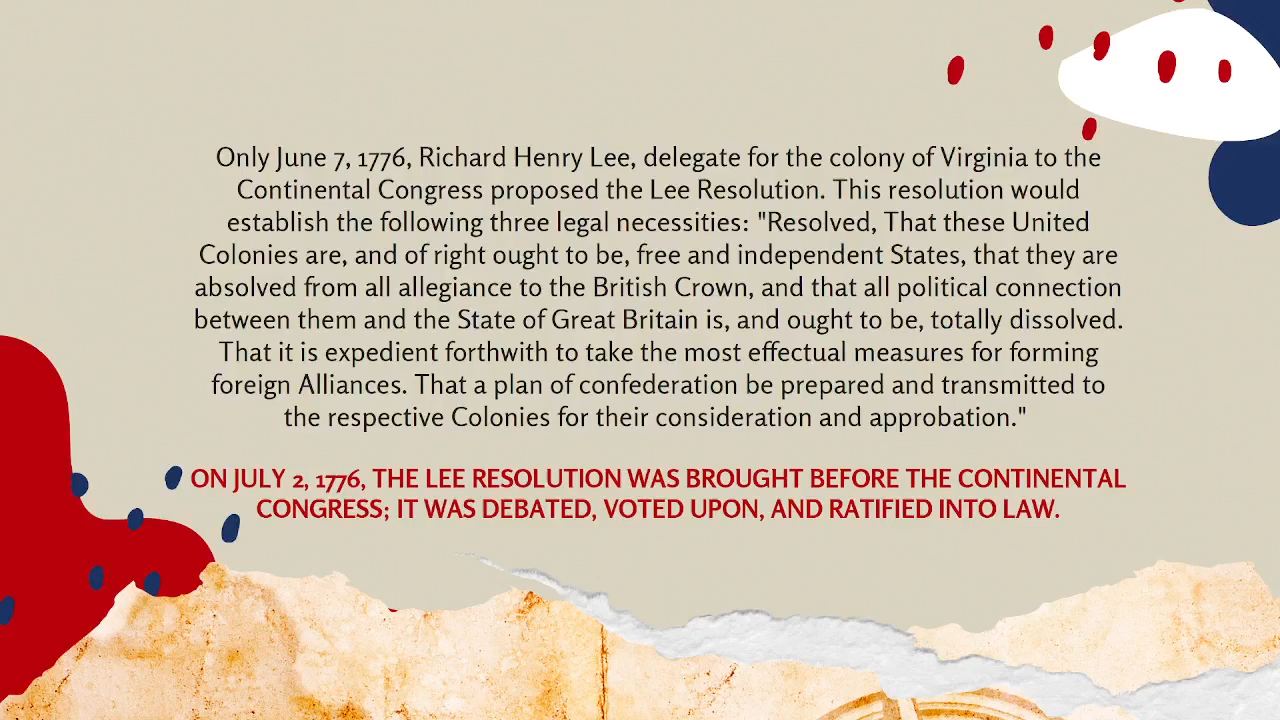 Only June 7, 1776, Richard Henry Lee, delegate for the colony of Virginia to the
Continental Congress proposed the Lee Resolution. This resolution would
establish the following three legal necessities: "Resolved, That these United
Colonies are, and of right ought to be, free and independent States, that they are
absolved from all allegiance to the British Crown, and that all political connection
between them and the State of Great Britain is, and ought to be, totally dissolved.
That it is expedient forthwith to take the most effectual measures for forming
foreign Alliances. That a plan of confederation be prepared and transmitted to
the respective Colonies for their consideration and approbation."
ON JULY 2, 1776, THE LEE RESOLUTION WAS BROUGHT BEFORE THE CONTINENTAL
CONGRESS; IT WAS DEBATED, VOTED UPON, AND RATIFIED INTO LAW.